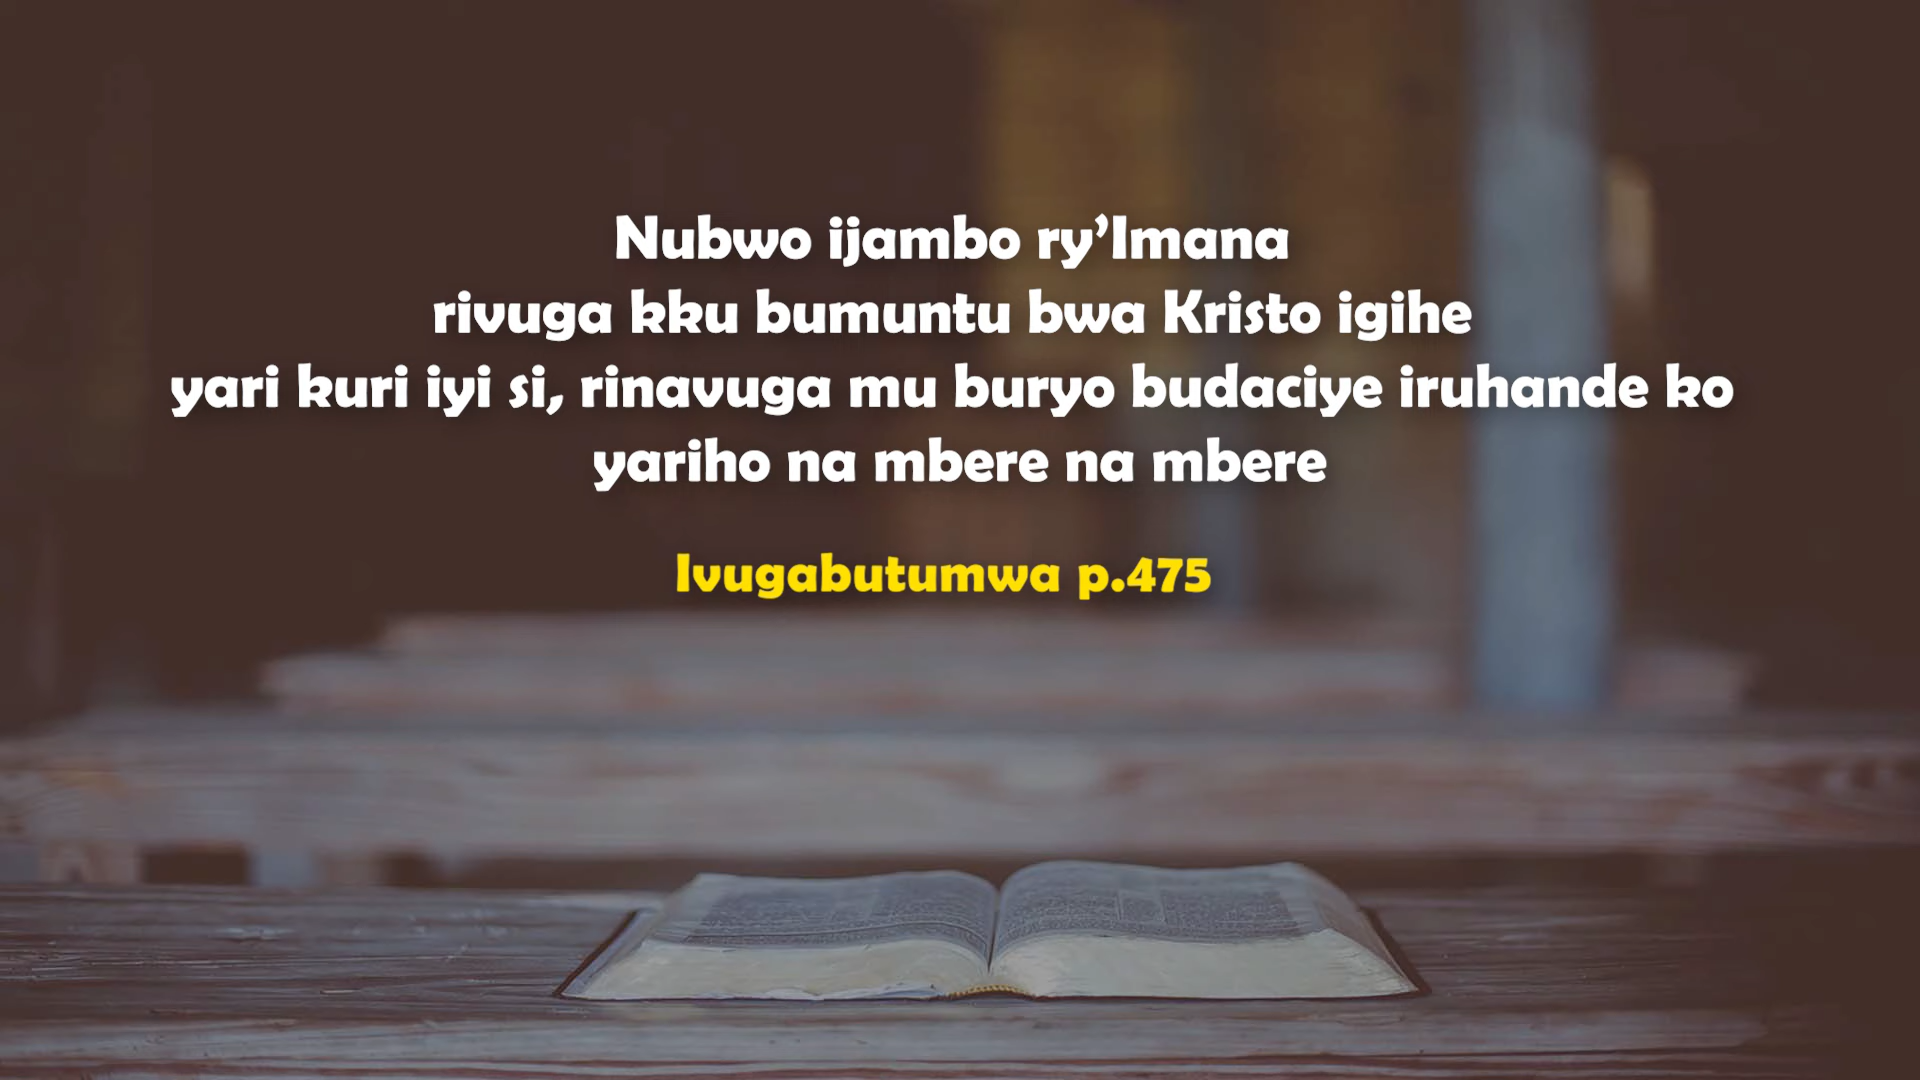 Nubwo ijambo ry’Imana
rivuga kku bumuntu bwa Kristo igihe
yari kuri iyi si, rinavuga mu buryo budaciye iruhande ko
yariho na mbere na mbere
Ivugabutumwa p.475